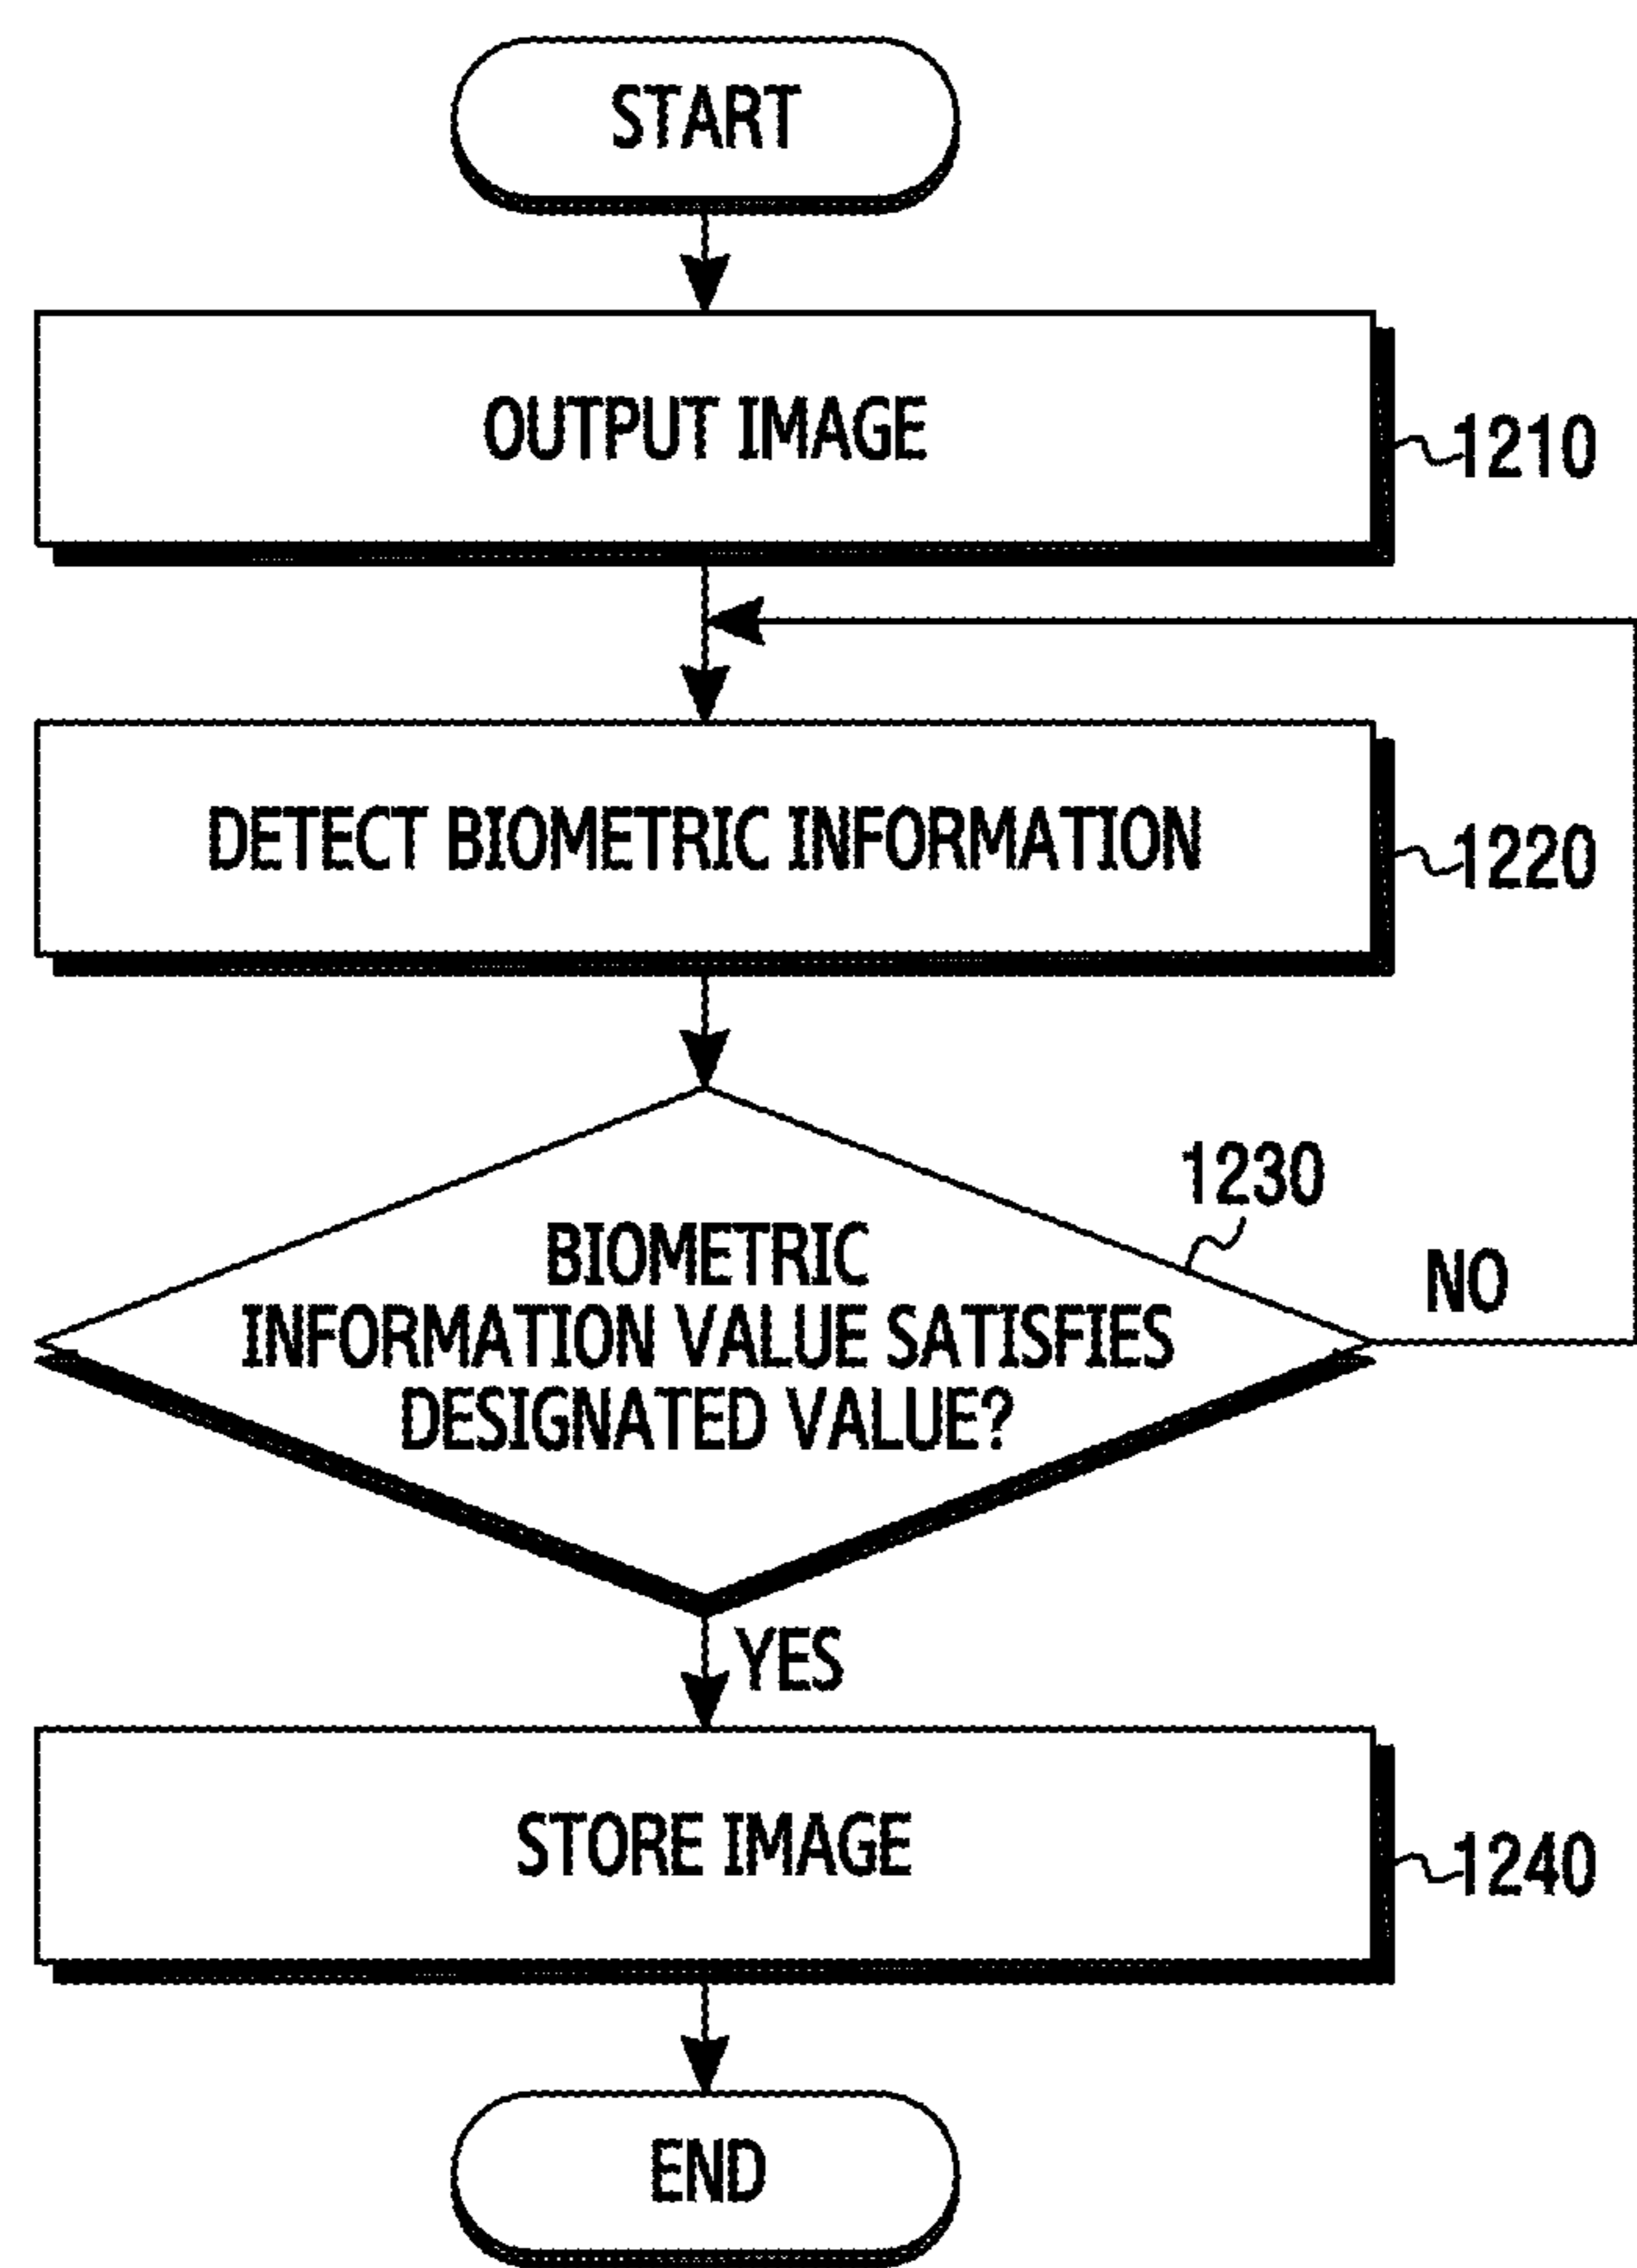 START
OUTPUT IMAGE
1210
DETECT BIOMETRIC INFORMATION
1220
1230
BIOMETRIC
INFORMATION VALUE SATISFIES
DESIGNATED VALUE?
NO
YES
STORE IMAGE
1240
END